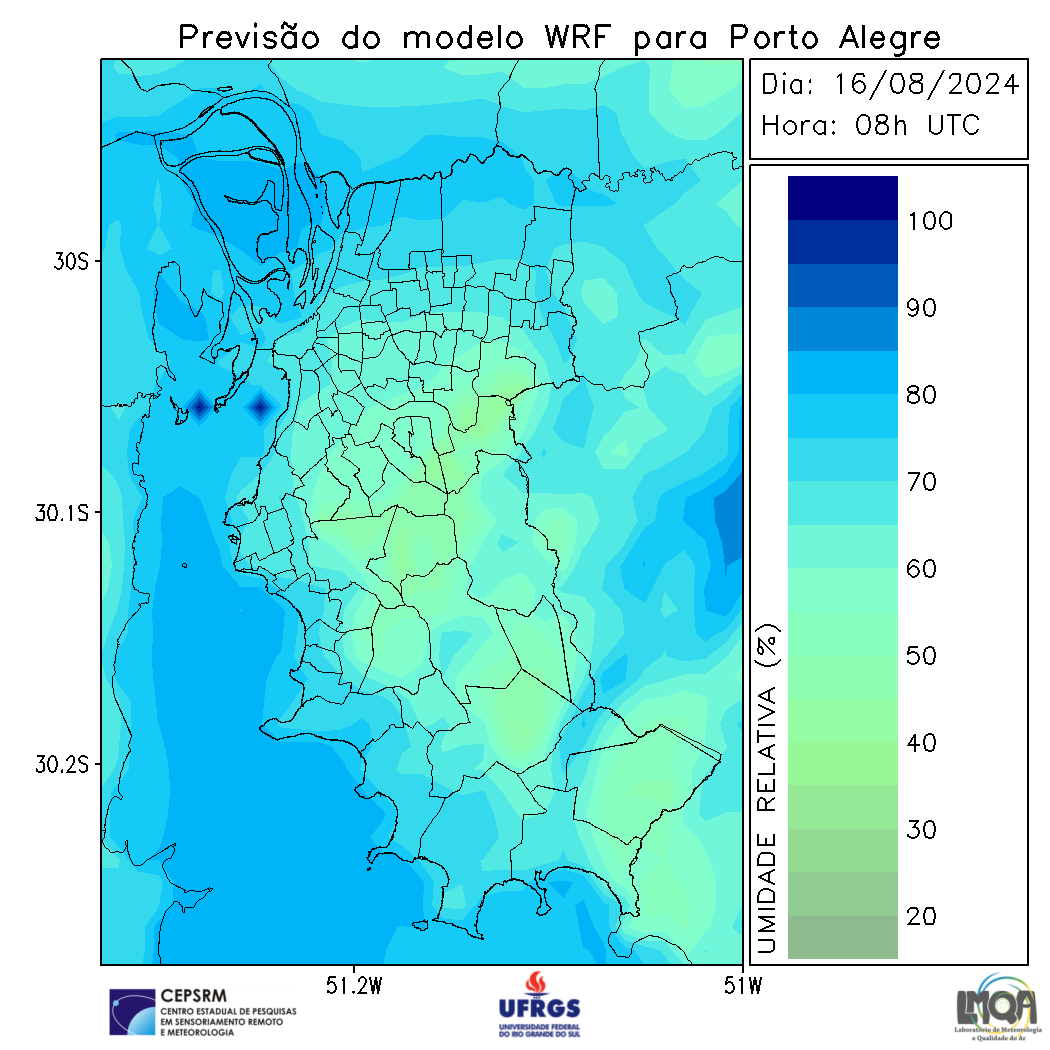 Previsão do modelo WRF para Porto Alegre
Dia: 16/08/2024
Hora: 08h UTC
30S
30.1S
30.2S
51.2W
51W
100
90
80
70
60
50
40
30
20
UMIDADE RELATIVA (%)
CEPSRM
CENTRO ESTADUAL DE PESQUISAS
EM SENSORIAMENTO REMOTO
E METEOROLOGIA
UFRGS
UNIVERSIDADE FEDERAL
DO RIO GRANDE DO SUL
LMQA
Laboratório de Meteorologia
e Qualidade do Ar